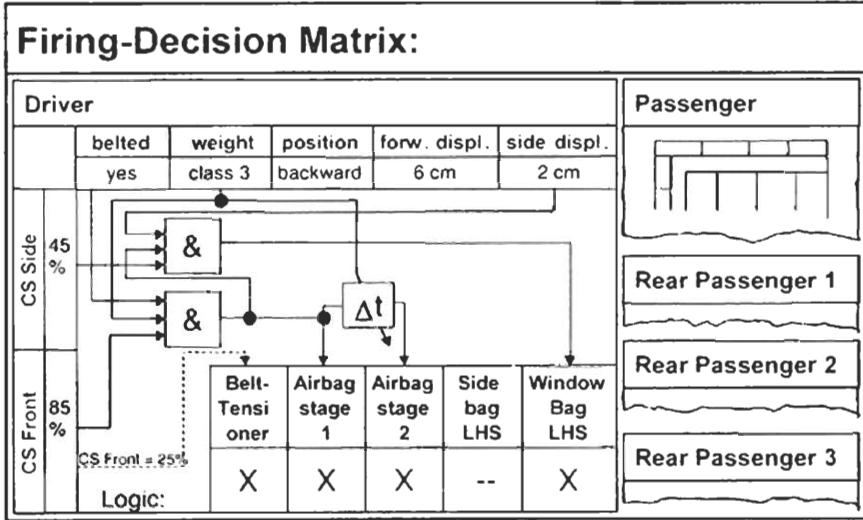 Firing-Decision Matrix:
Driver
belted weight position forw. displ. side displ.
yes class 3 backward 6 cm 2 cm
CS Side
45
%
&
&
Δt
CS Front
85
%
CS Front = 25%
Logic:
Belt-
Tensi
oner
X
Airbag
stage
1
X
Airbag
stage
2
X
Side
bag
LHS
--
Window
Bag
LHS
X
Passenger
Rear Passenger 1
Rear Passenger 2
Rear Passenger 3